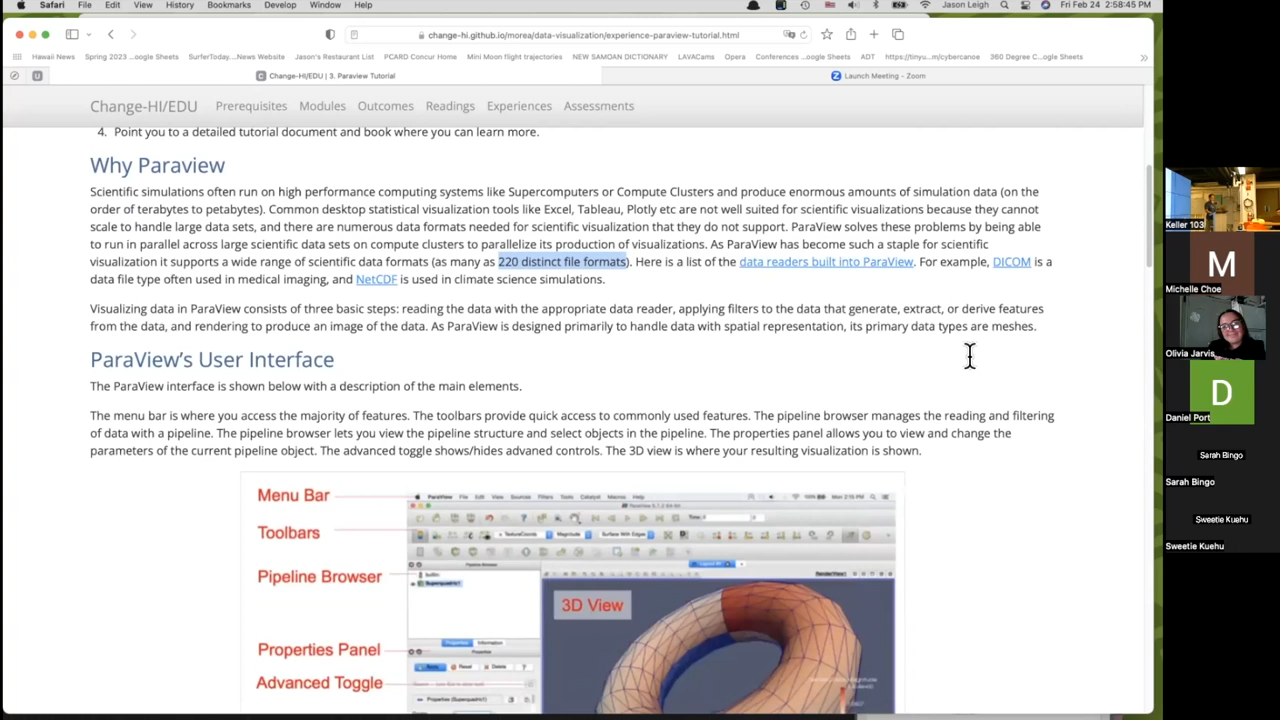 Safari File Edit View History Bookmarks Develop Window Help Jason Leigh Fri Feb 24 2:58:45 PM
change-hi.github.io/morea/data-visualization/experience-paraview-tutorial.html
Hawaii News Spring 2023 ...oogle Sheets SurferToday....News Website Jason's Restaurant List PCARD Concur Home Mini Moon flight trajectories NEW SAMOAN DICTIONARY LAVACams Opera Conferences ...oogle Sheets ADT https://tinyu...m/cybercanoe 360 Degree C...ogle Sheets
Change-HI/EDU | 3. Paraview Tutorial Launch Meeting - Zoom
Change-HI/EDU Prerequisites Modules Outcomes Readings Experiences Assessments
4. Point you to a detailed tutorial document and book where you can learn more.
Why Paraview
Scientific simulations often run on high performance computing systems like Supercomputers or Compute Clusters and produce enormous amounts of simulation data (on the
order of terabytes to petabytes). Common desktop statistical visualization tools like Excel, Tableau, Plotly etc are not well suited for scientific visualizations because they cannot
scale to handle large data sets, and there are numerous data formats needed for scientific visualization that they do not support. ParaView solves these problems by being able
to run in parallel across large scientific data sets on compute clusters to parallelize its production of visualizations. As ParaView has become such a staple for scientific
visualization it supports a wide range of scientific data formats (as many as 220 distinct file formats). Here is a list of the data readers built into ParaView. For example, DICOM is a
data file type often used in medical imaging, and NetCDF is used in climate science simulations.
Visualizing data in ParaView consists of three basic steps: reading the data with the appropriate data reader, applying filters to the data that generate, extract, or derive features
from the data, and rendering to produce an image of the data. As ParaView is designed primarily to handle data with spatial representation, its primary data types are meshes.
ParaView's User Interface
The ParaView interface is shown below with a description of the main elements.
The menu bar is where you access the majority of features. The toolbars provide quick access to commonly used features. The pipeline browser manages the reading and filtering
of data with a pipeline. The pipeline browser lets you view the pipeline structure and select objects in the pipeline. The properties panel allows you to view and change the
parameters of the current pipeline object. The advanced toggle shows/hides advaned controls. The 3D view is where your resulting visualization is shown.
Menu Bar
ParaView File Edit View Sources Filters Tools Catalyst Macros Help
Toolbars
Pipeline Browser
3D View
Properties Panel
Properties Information
Apply Reset Delete
Advanced Toggle
Keller 103
M
Michelle Choe
Olivia Jarvis
D
Daniel Port
Sarah Bingo
Sarah Bingo
Sweetie Kuehu
Sweetie Kuehu